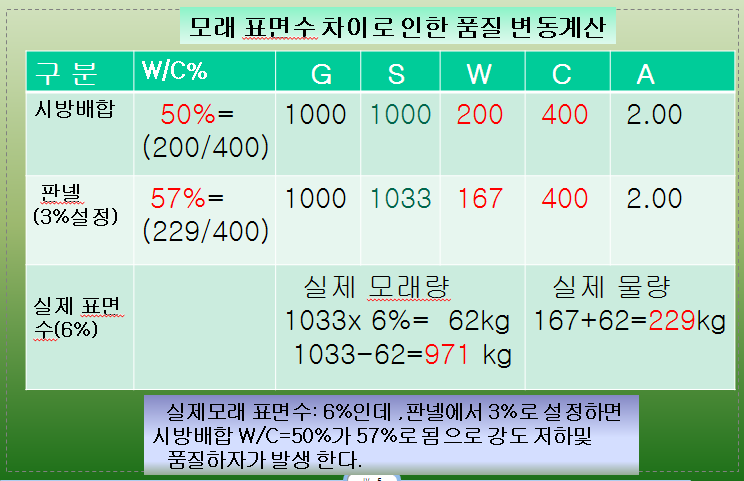 모래 표면수 차이로 인한 품질 변동계산
구 분 W/C% G S W C A
시방배합 50%= 1000 1000 200 400 2.00
(200/400)
판넬 57%= 1000 1033 167 400 2.00
(3%설정) (229/400)
실제 모래량 실제 물량
실제 표면 1033x 6%= 62kg 167+62=229kg
수(6%) 1033-62=971 kg
실제모래 표면수: 6%인데 ,판넬에서 3%로 설정하면
시방배합 W/C=50%가 57%로 됨으로 강도 저하및
품질하자가 발생 한다.